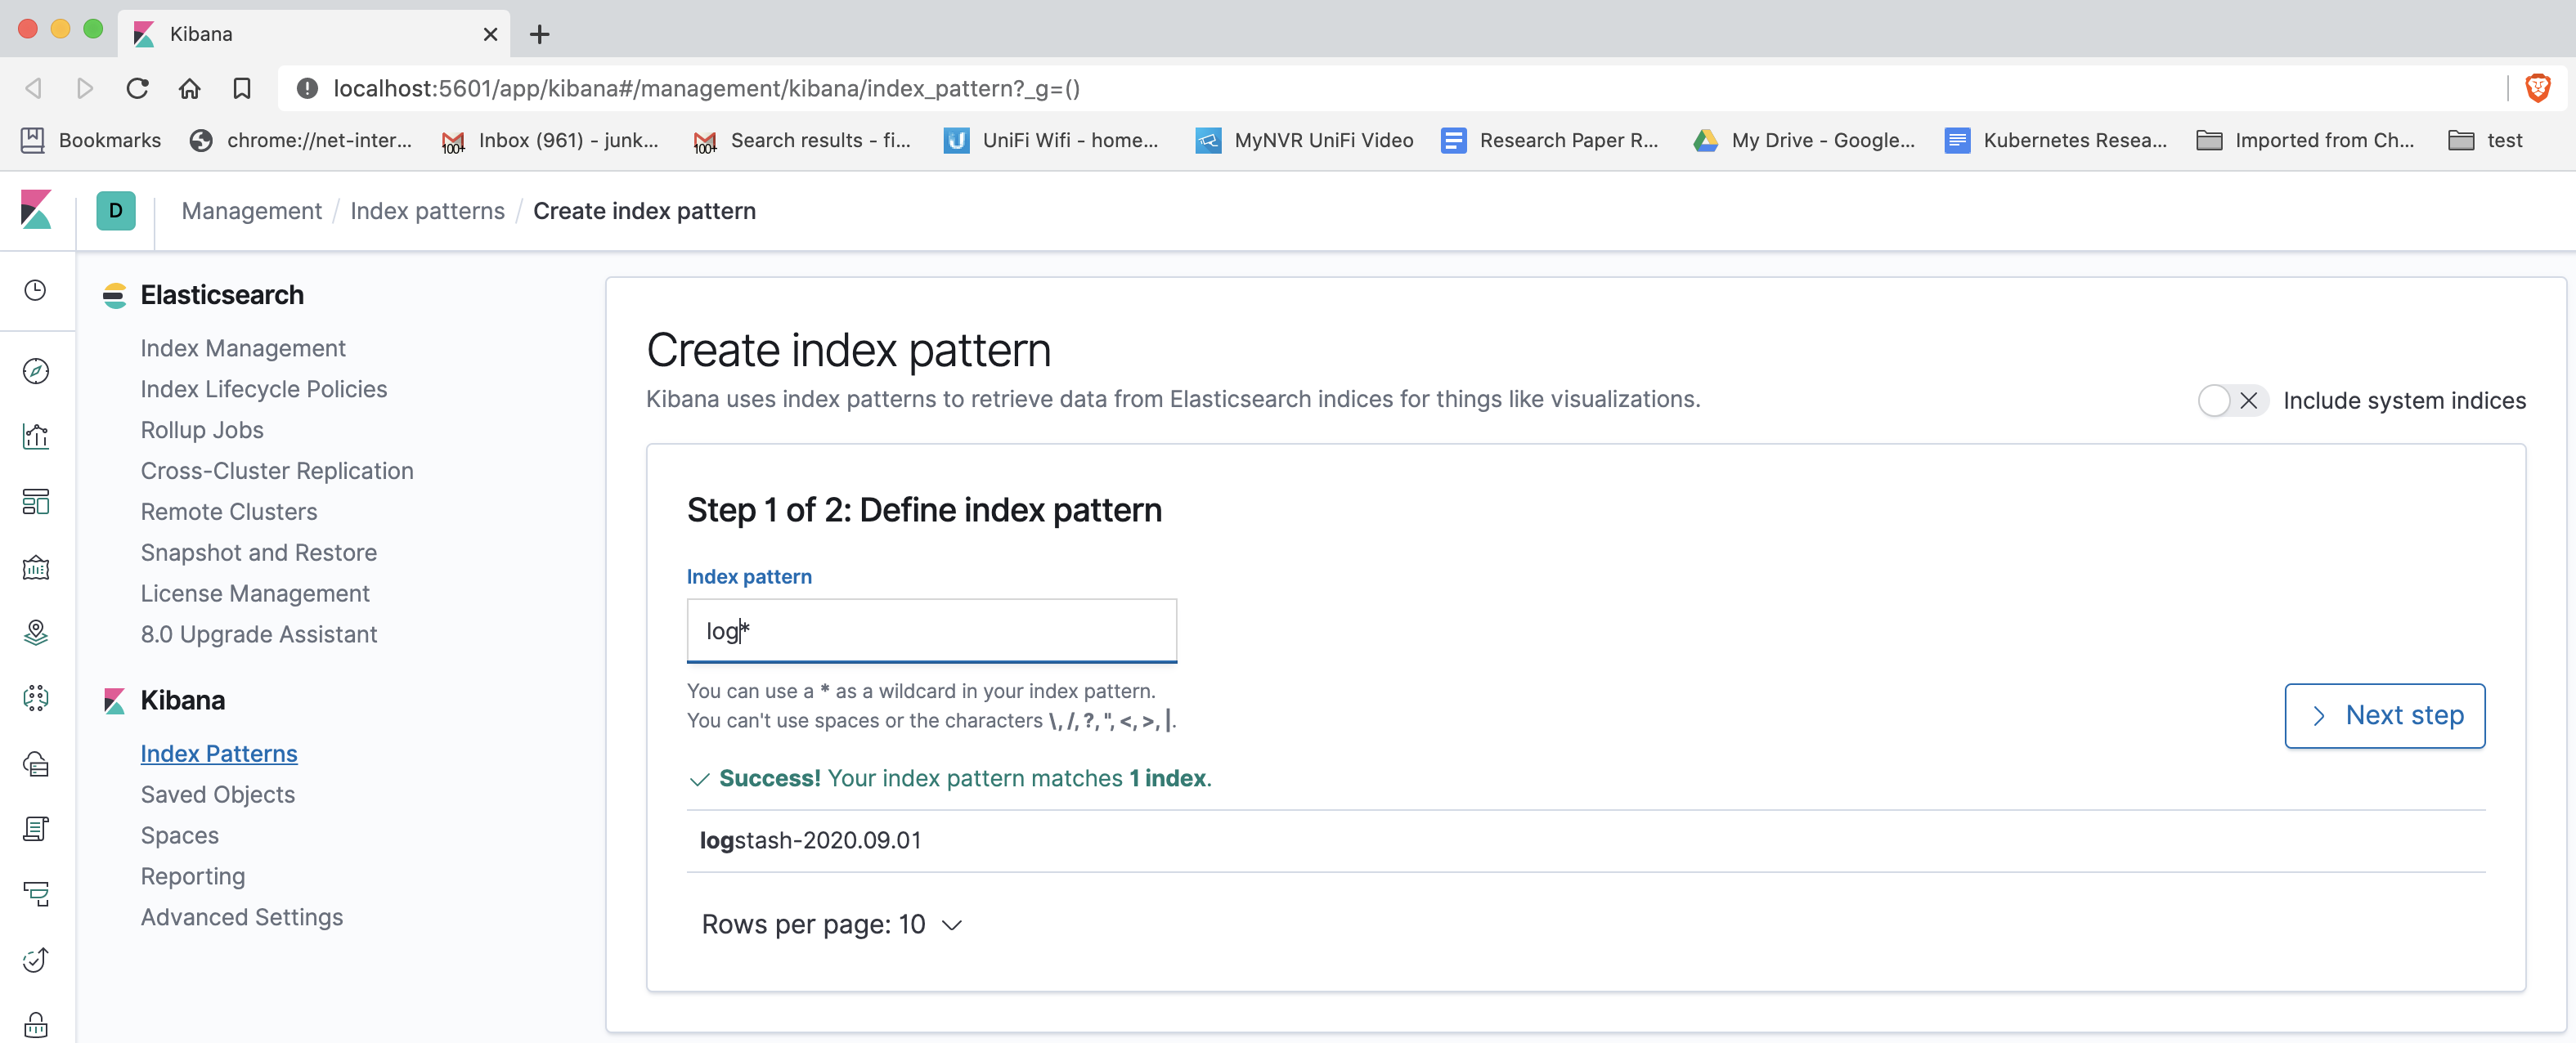 Kibana
localhost:5601/app/kibana#/management/kibana/index_pattern?_g=()
Bookmarks
chrome://net-inter...
Inbox (961) - junk...
Search results - fi...
UniFi Wifi - home...
MyNVR UniFi Video
Research Paper R...
My Drive - Google...
Kubernetes Resea...
Imported from Ch...
test
D
Management / Index patterns / Create index pattern
Elasticsearch
Index Management
Index Lifecycle Policies
Rollup Jobs
Cross-Cluster Replication
Remote Clusters
Snapshot and Restore
License Management
8.0 Upgrade Assistant
Kibana
Index Patterns
Saved Objects
Spaces
Reporting
Advanced Settings
Create index pattern
Kibana uses index patterns to retrieve data from Elasticsearch indices for things like visualizations.
Include system indices
Step 1 of 2: Define index pattern
Index pattern
log*
You can use a * as a wildcard in your index pattern.
You can't use spaces or the characters \, /, ?, ", <, >, |.
Next step
Success! Your index pattern matches 1 index.
logstash-2020.09.01
Rows per page: 10